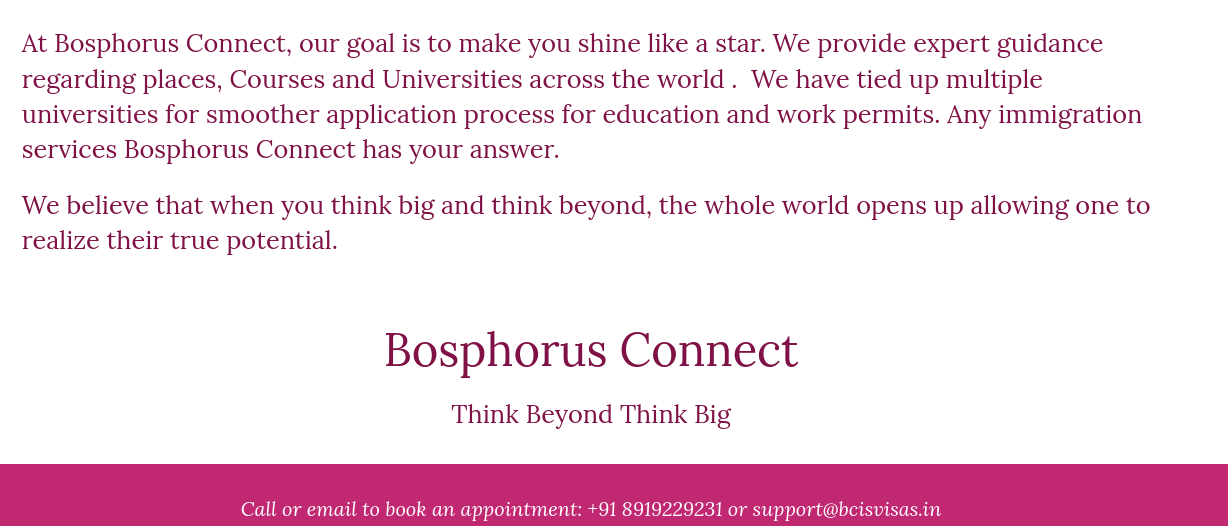 At Bosphorus Connect, our goal is to make you shine like a star. We provide expert guidance
regarding places, Courses and Universities across the world .  We have tied up multiple
universities for smoother application process for education and work permits. Any immigration
services Bosphorus Connect has your answer.
We believe that when you think big and think beyond, the whole world opens up allowing one to
realize their true potential.
Bosphorus Connect
Think Beyond Think Big
Call or email to book an appointment: +91 8919229231 or support@bcisvisas.in